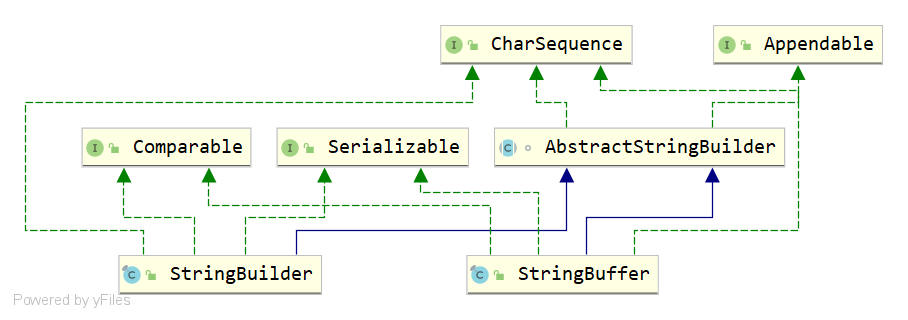 CharSequence
Appendable
Comparable
Serializable
AbstractStringBuilder
StringBuilder
StringBuffer
Powered by yFiles